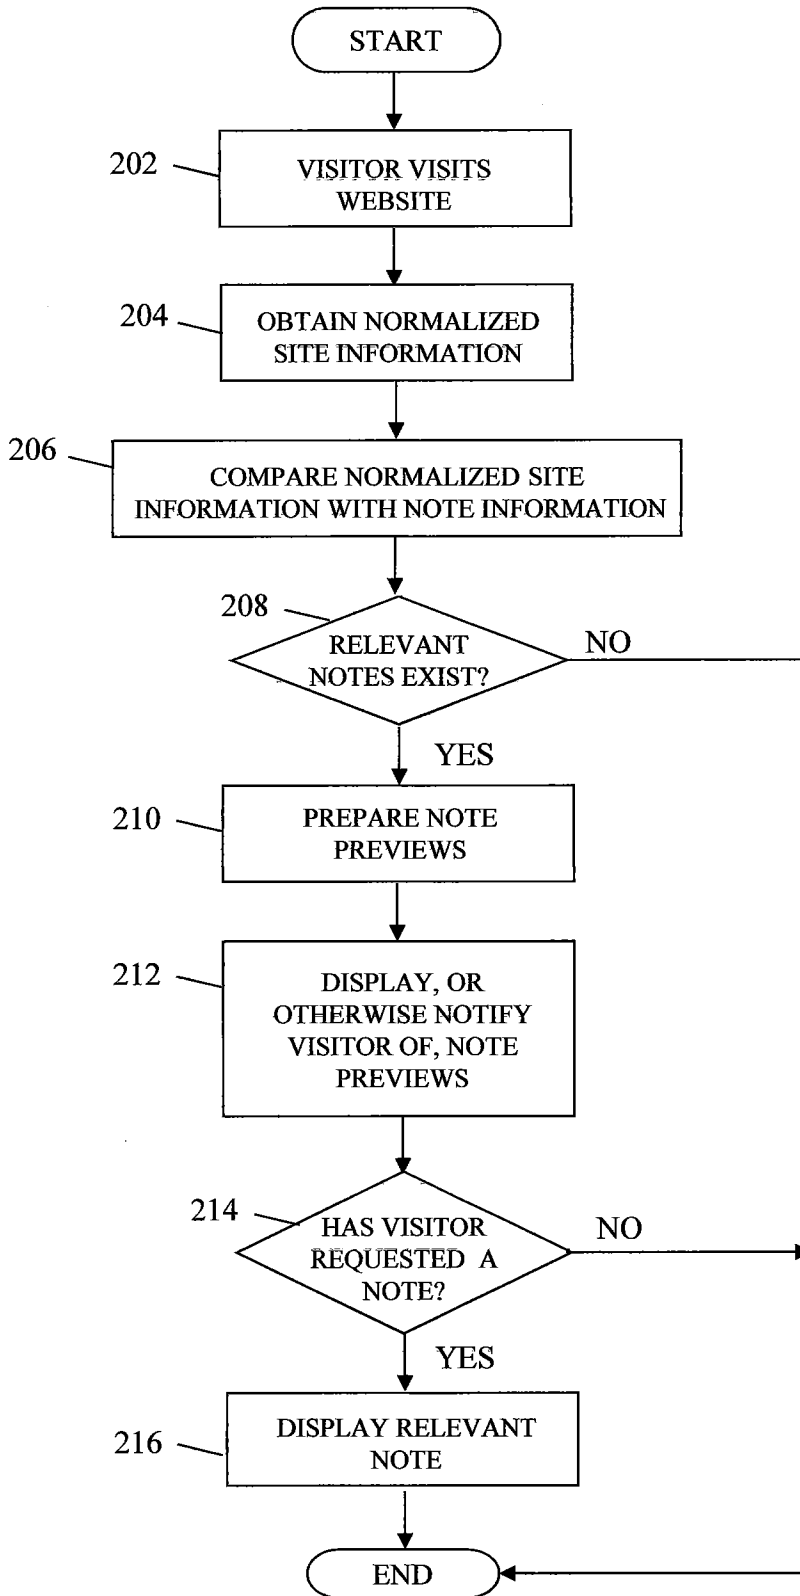 START
202
VISITOR VISITS
WEBSITE
204
OBTAIN NORMALIZED
SITE INFORMATION
206
COMPARE NORMALIZED SITE
INFORMATION WITH NOTE INFORMATION
208
RELEVANT
NOTES EXIST?
NO
YES
210
PREPARE NOTE
PREVIEWS
212
DISPLAY, OR
OTHERWISE NOTIFY
VISITOR OF, NOTE
PREVIEWS
214
HAS VISITOR
REQUESTED A
NOTE?
NO
YES
216
DISPLAY RELEVANT
NOTE
END